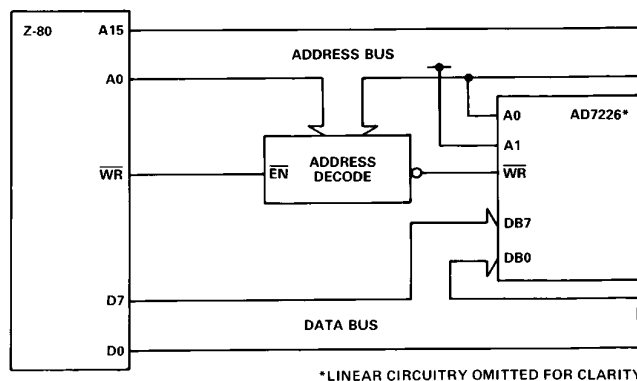 Z-80
A15
ADDRESS BUS
A0
A0
AD7226*
A1
WR
EN
ADDRESS
DECODE
WR
DB7
DB0
D7
DATA BUS
D0
*LINEAR CIRCUITRY OMITTED FOR CLARITY